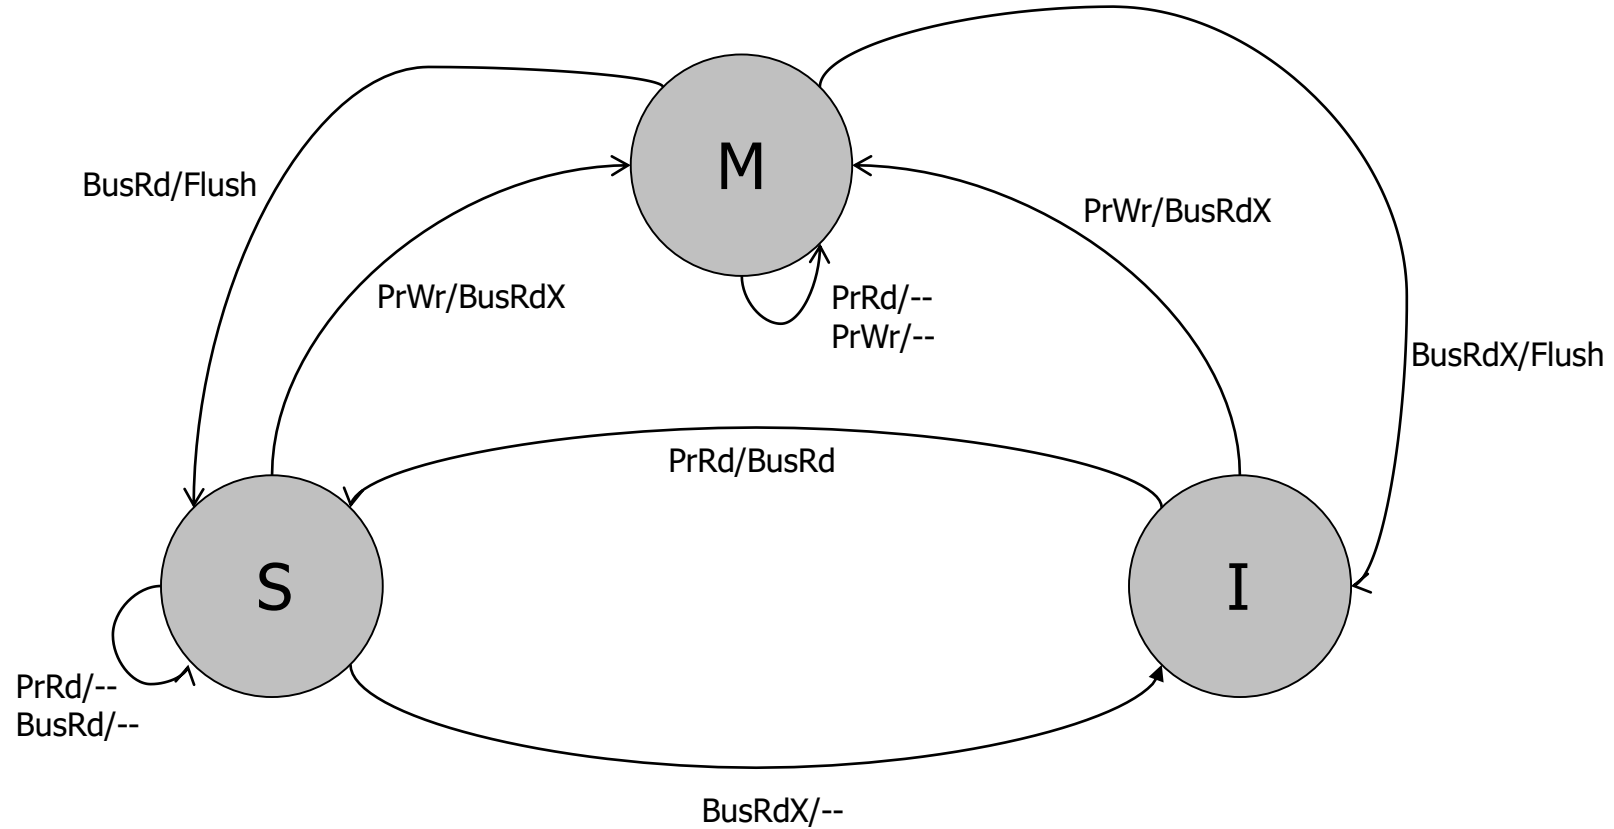 M
BusRd/Flush
PrWr/BusRdX
PrWr/BusRdX
PrRd/--
PrWr/--
BusRdX/Flush
PrRd/BusRd
S
I
PrRd/--
BusRd/--
BusRdX/--